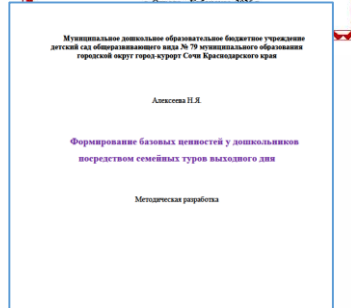 Муниципальное дошкольное образовательное бюджетное учреждение
детский сад общеразвивающего вида № 79 муниципального образования
городской округ город-курорт Сочи Краснодарского края
Алексеева Н.Я.
Формирование базовых ценностей у дошкольников
посредством семейных туров выходного дня
Методическая разработка